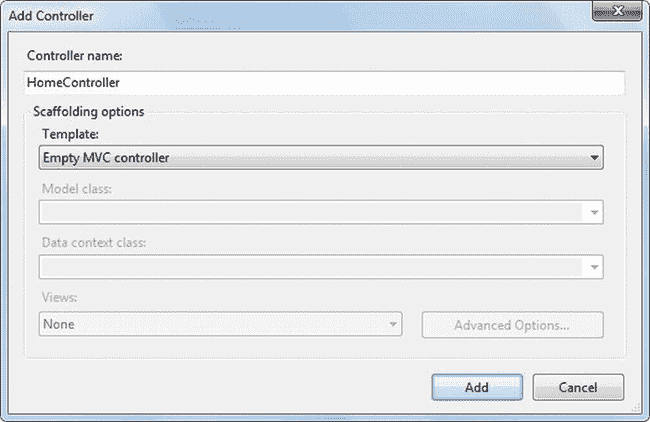 Add Controller
Controller name:
HomeController
Scaffolding options
Template:
Empty MVC controller
Model class:
Data context class:
Views:
None
Advanced Options...
Add
Cancel